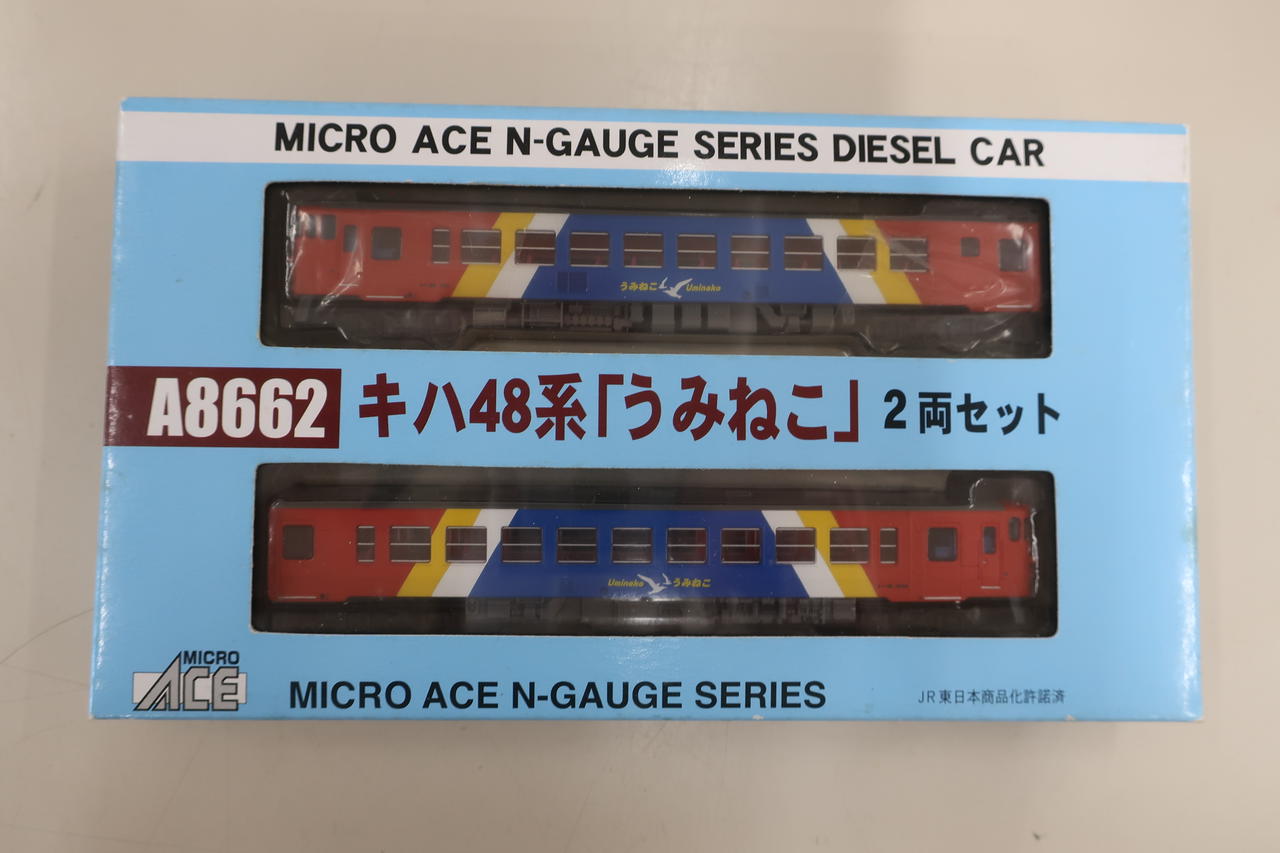 MICRO ACE N-GAUGE SERIES DIESEL CAR
うみねこ Umineko
A8662 キハ48系「うみねこ」2両セット
Umineko うみねこ
MICRO
ACE
MICRO ACE N-GAUGE SERIES
JR東日本商品化許諾済